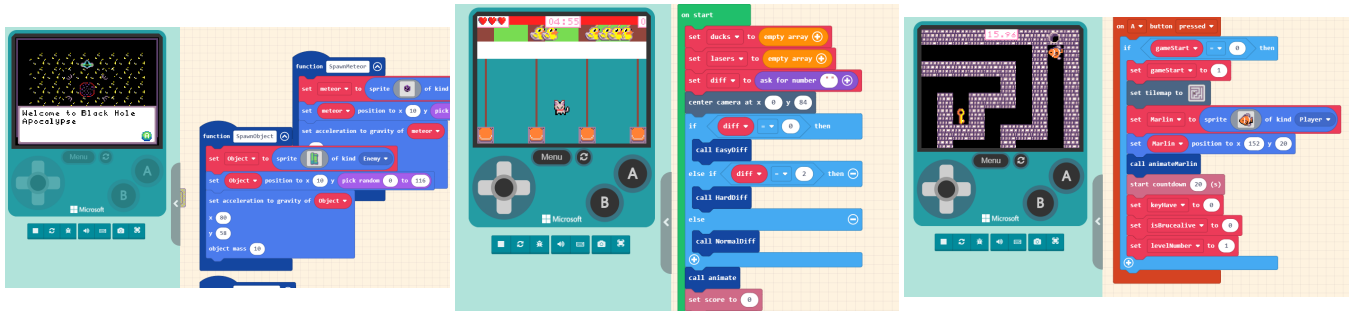 Welcome to Black Hole
Apocalypse
Menu
A
B
Microsoft
function SpawnMeteor
set meteor to sprite of kind
set meteor position to x 10 y pick
set acceleration to gravity of meteor
function SpawnObject
set Object to sprite of kind Enemy
set Object position to x 10 y pick random 0 to 116
set acceleration to gravity of Object
x 80
y 58
object mass 10
04:55
0
Menu
A
B
Microsoft
on start
set ducks to empty array
set lasers to empty array
set diff to ask for number " "
center camera at x 0 y 84
if diff = 0 then
call EasyDiff
else if diff = 2 then
call HardDiff
else
call NormalDiff
call animate
set score to 0
15.96
Menu
A
B
Microsoft
on A button pressed
if gameStart = 0 then
set gameStart to 1
set tilemap to
set Marlin to sprite of kind Player
set Marlin position to x 152 y 20
call animateMarlin
start countdown 20 (s)
set keyHave to 0
set isBrucealive to 0
set levelNumber to 1